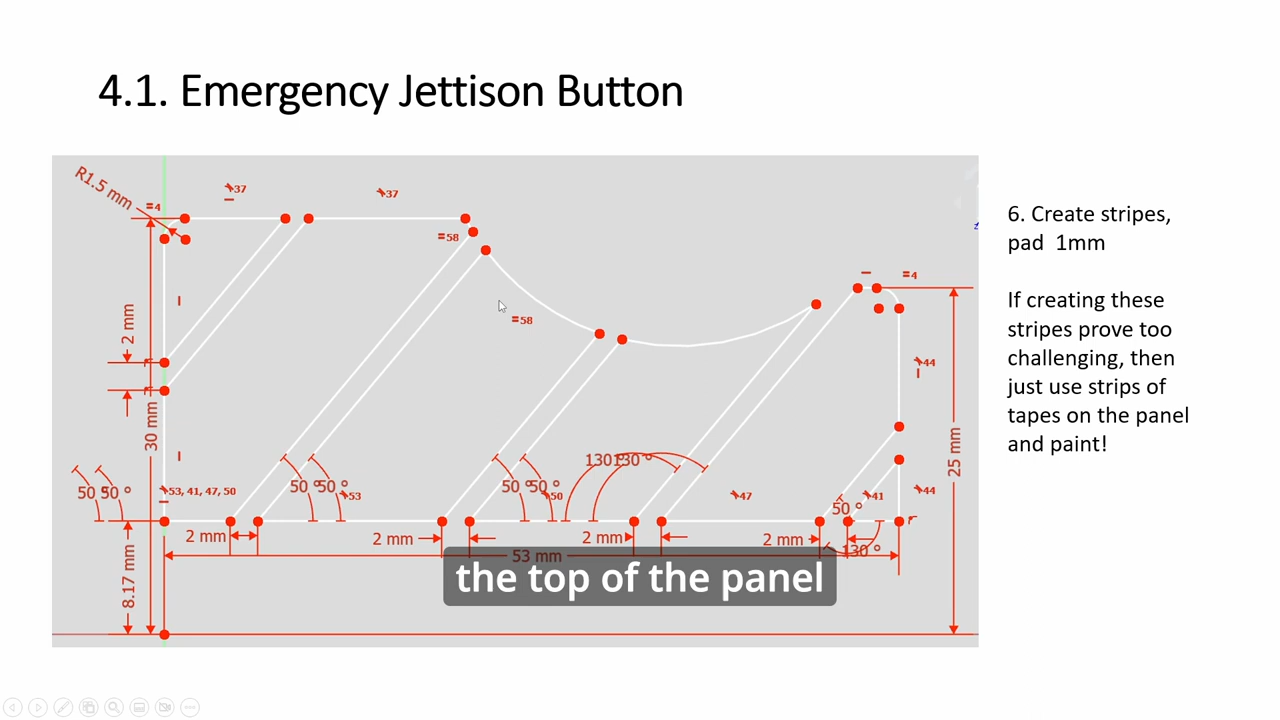 4.1. Emergency Jettison Button
R1.5 mm
=4
37
37
=58
=58
=4
2 mm
44
30 mm
25 mm
6. Create stripes,
pad 1mm
If creating these
stripes prove too
challenging, then
just use strips of
tapes on the panel
and paint!
50 °
50 °
53, 41, 47, 50
50 °
50 °
53
50 °
50 °
50
130 °
130 °
47
50 °
41
44
2 mm
2 mm
2 mm
2 mm
130 °
53 mm
8.17 mm
the top of the panel